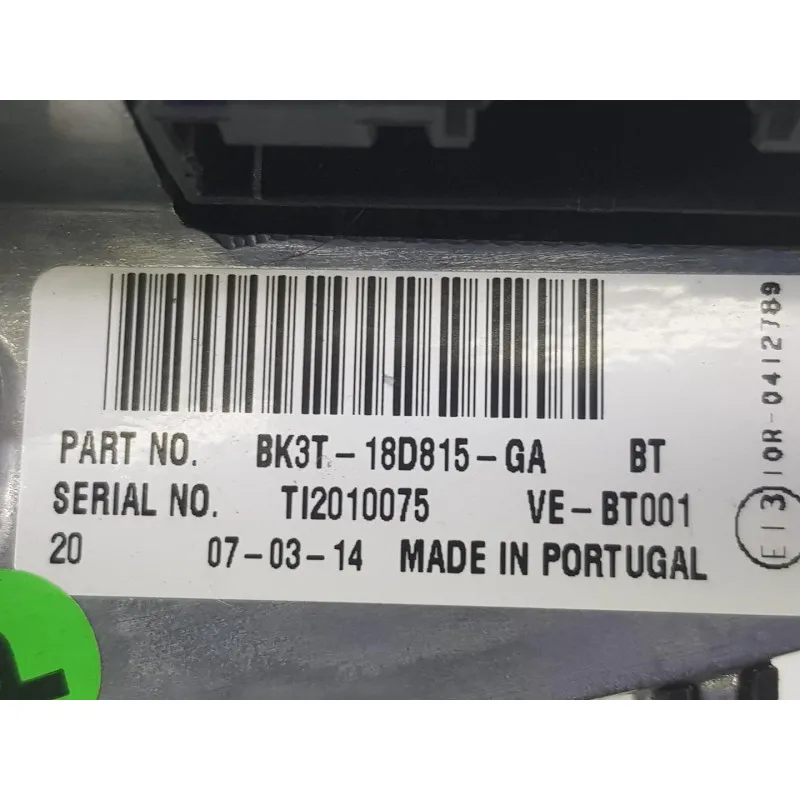 PART NO. BK3T-18D815-GA BT
SERIAL NO. TI2010075 VE-BT001
20 07-03-14 MADE IN PORTUGAL
E13 10R-0412789